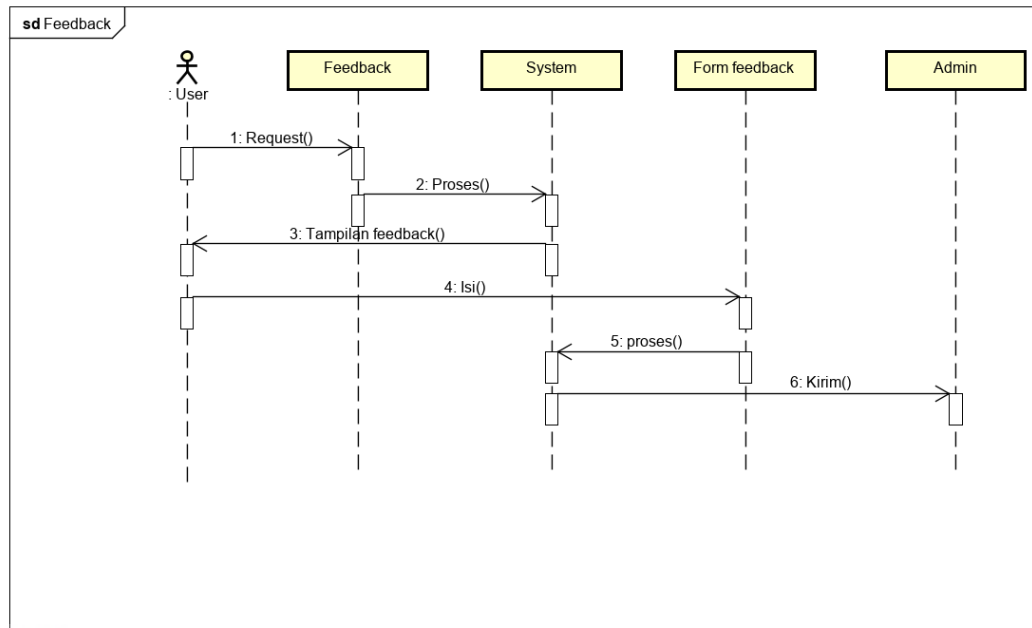 sd Feedback
: User
Feedback
System
Form feedback
Admin
1: Request()
2: Proses()
3: Tampilan feedback()
4: Isi()
5: proses()
6: Kirim()